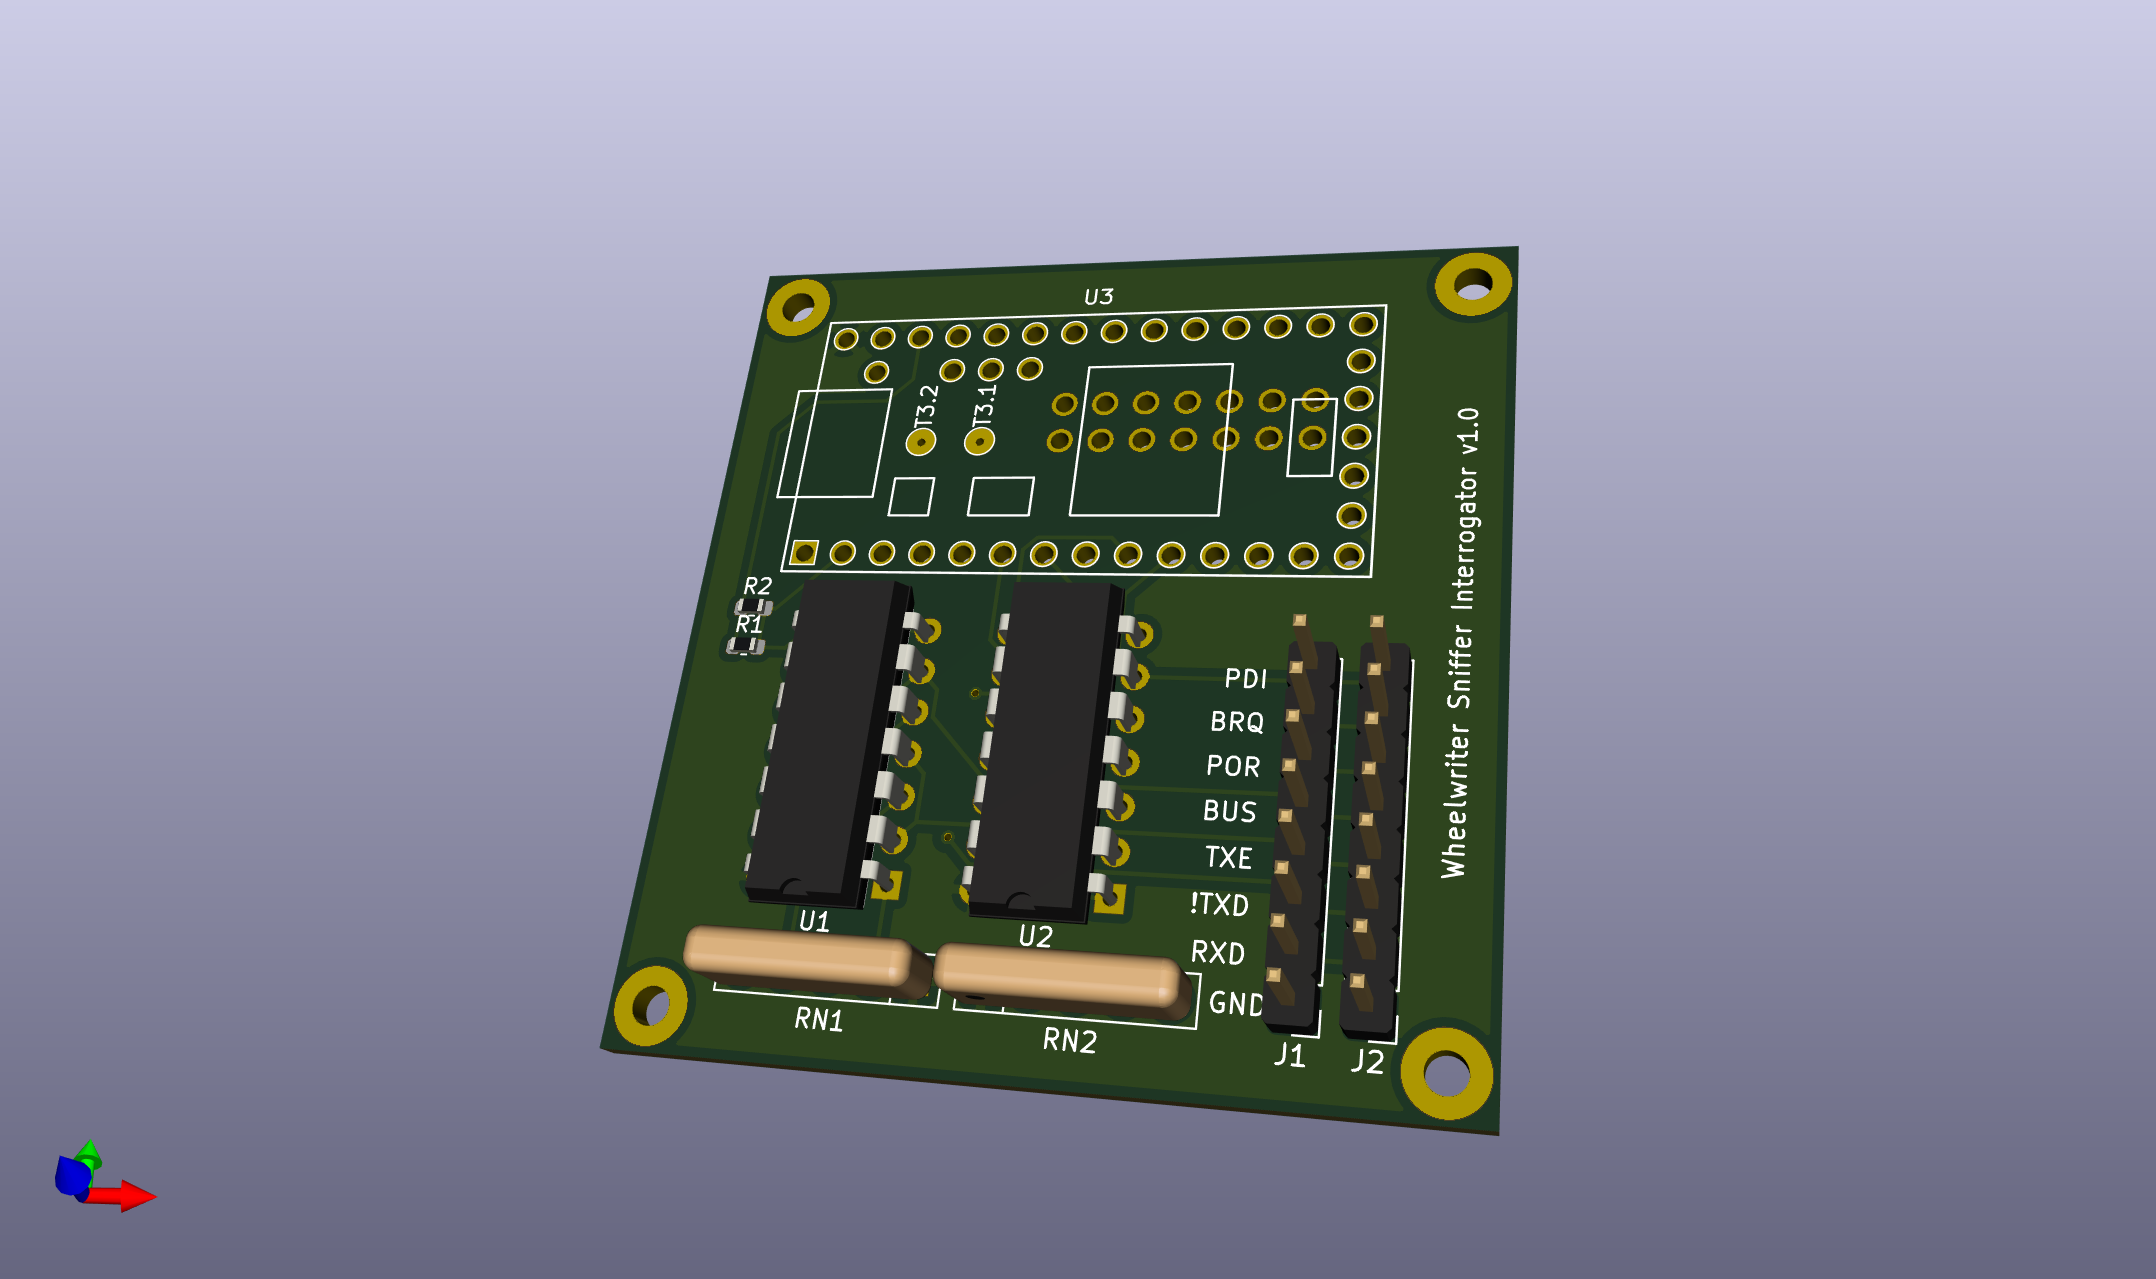 U3
T3.2
T3.1
Wheelwriter Sniffer Interrogator v1.0
R2
R1
PDI
BRQ
POR
BUS
TXE
!TXD
RXD
GND
U1
U2
RN1
RN2
J1
J2